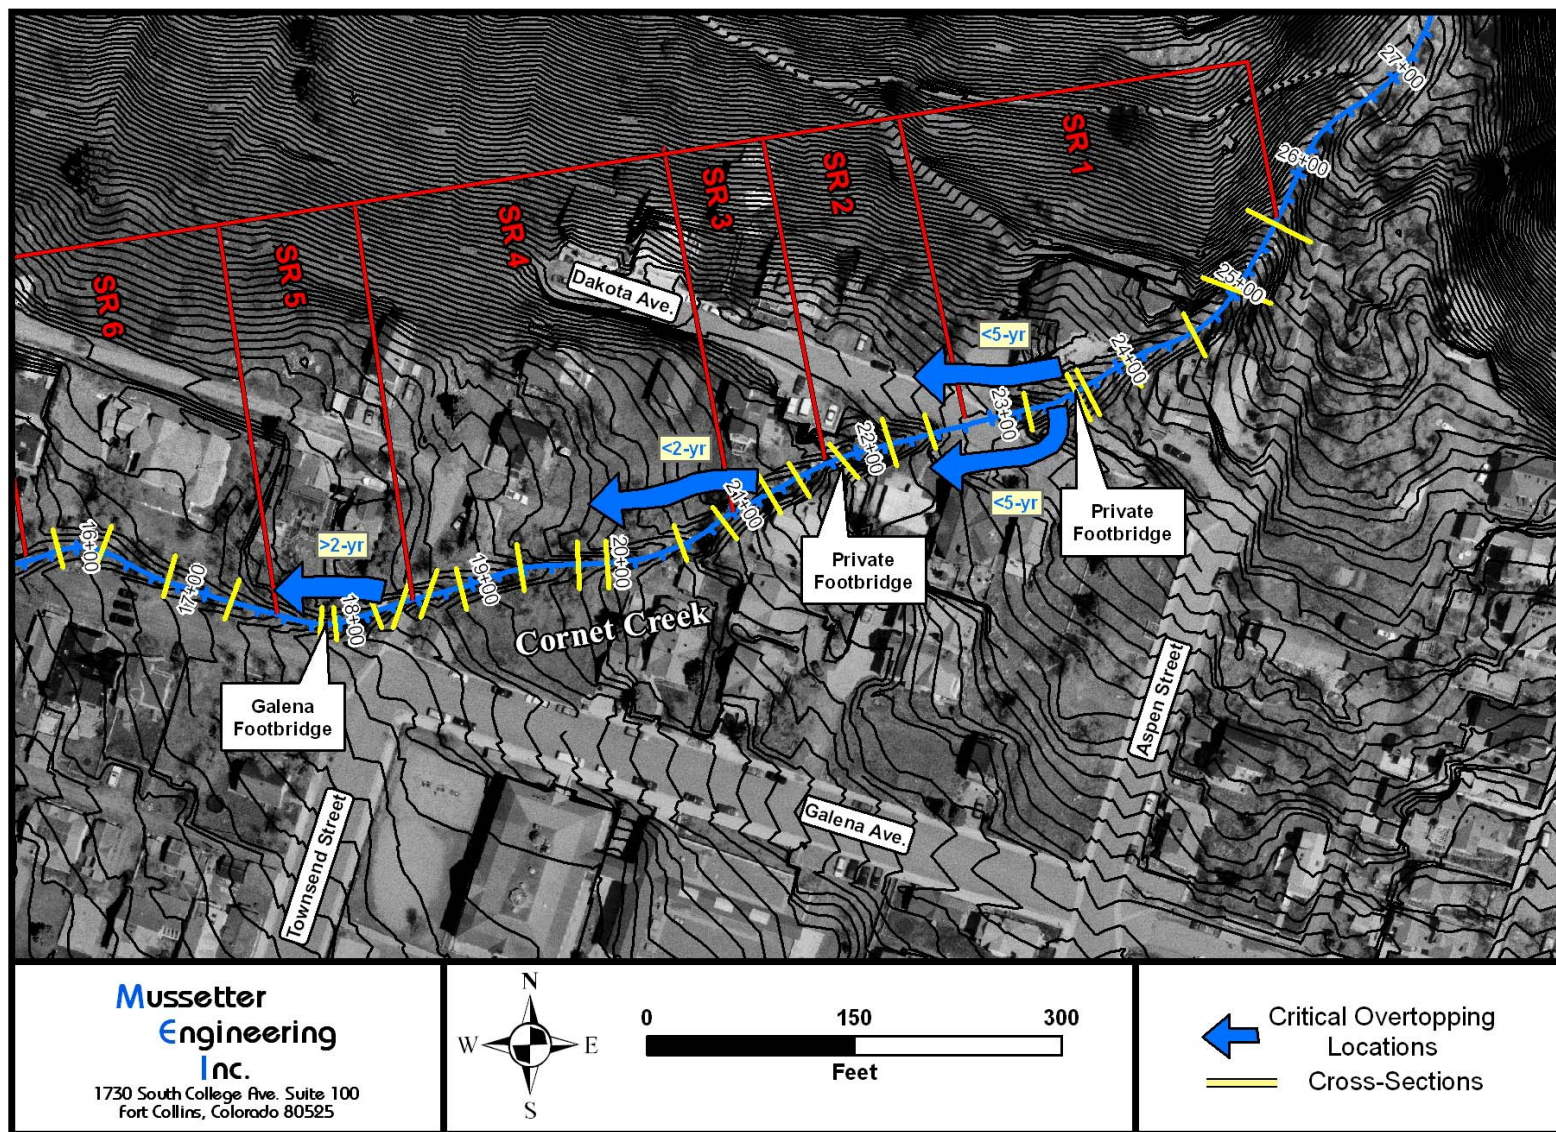 27+00
26+00
SR 1
SR 2
SR 3
SR 4
SR 5
SR 6
25+00
Dakota Ave.
<5-yr
24+00
23+00
22+00
<2-yr
<5-yr
21+00
Private
Footbridge
Private
Footbridge
>2-yr
20+00
19+00
18+00
17+00
16+00
Cornet Creek
Galena
Footbridge
Aspen Street
Townsend Street
Galena Ave.
Mussetter
Engineering
Inc.
1730 South College Ave. Suite 100
Fort Collins, Colorado 80525
N
W E
S
0 150 300
Feet
Critical Overtopping
Locations
Cross-Sections